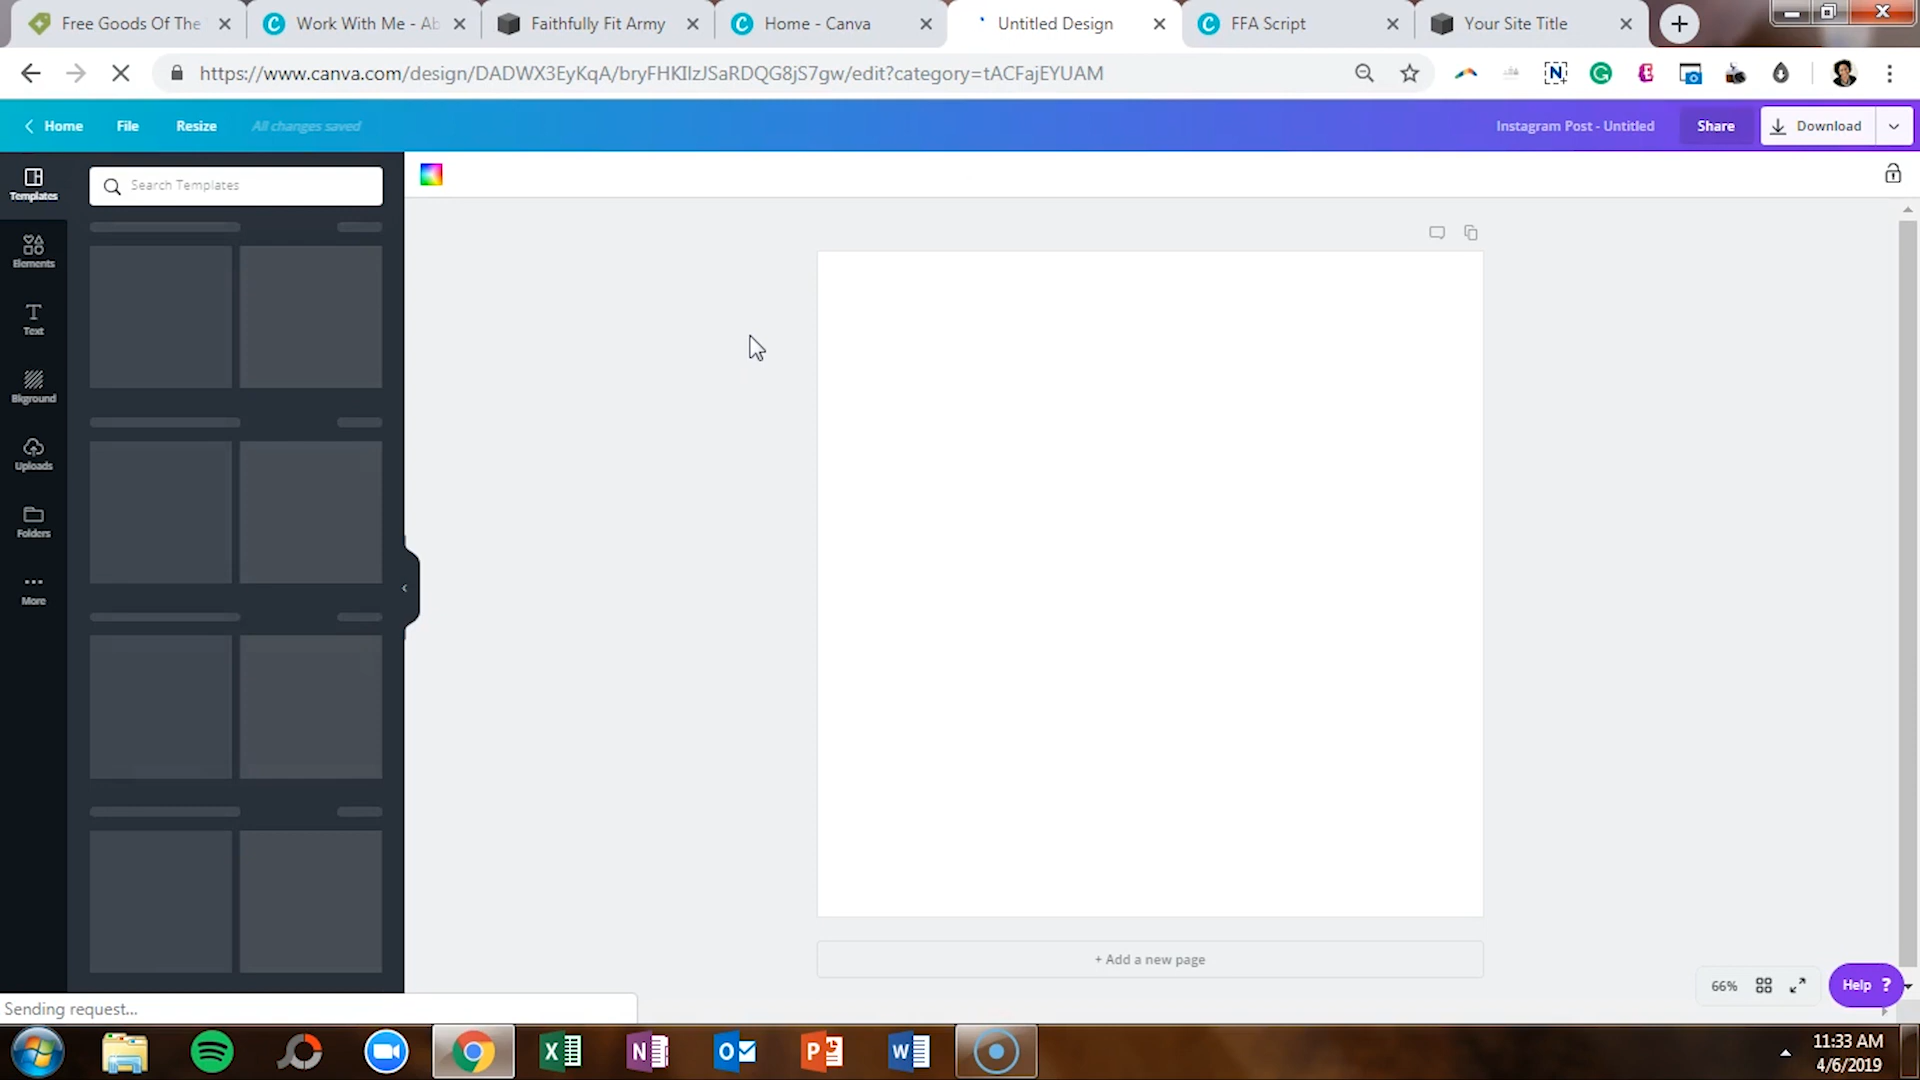 Free Goods Of The
Work With Me - Ab
Faithfully Fit Army
Home - Canva
Untitled Design
FFA Script
Your Site Title
https://www.canva.com/design/DADWX3EyKqA/bryFHKIlzJSaRDQG8jS7gw/edit?category=tACFajEYUAM
Home
File
Resize
All changes saved
Instagram Post - Untitled
Share
Download
Templates
Search Templates
Elements
Text
Bkground
Uploads
Folders
More
+ Add a new page
66%
Help ?
Sending request...
11:33 AM
4/6/2019